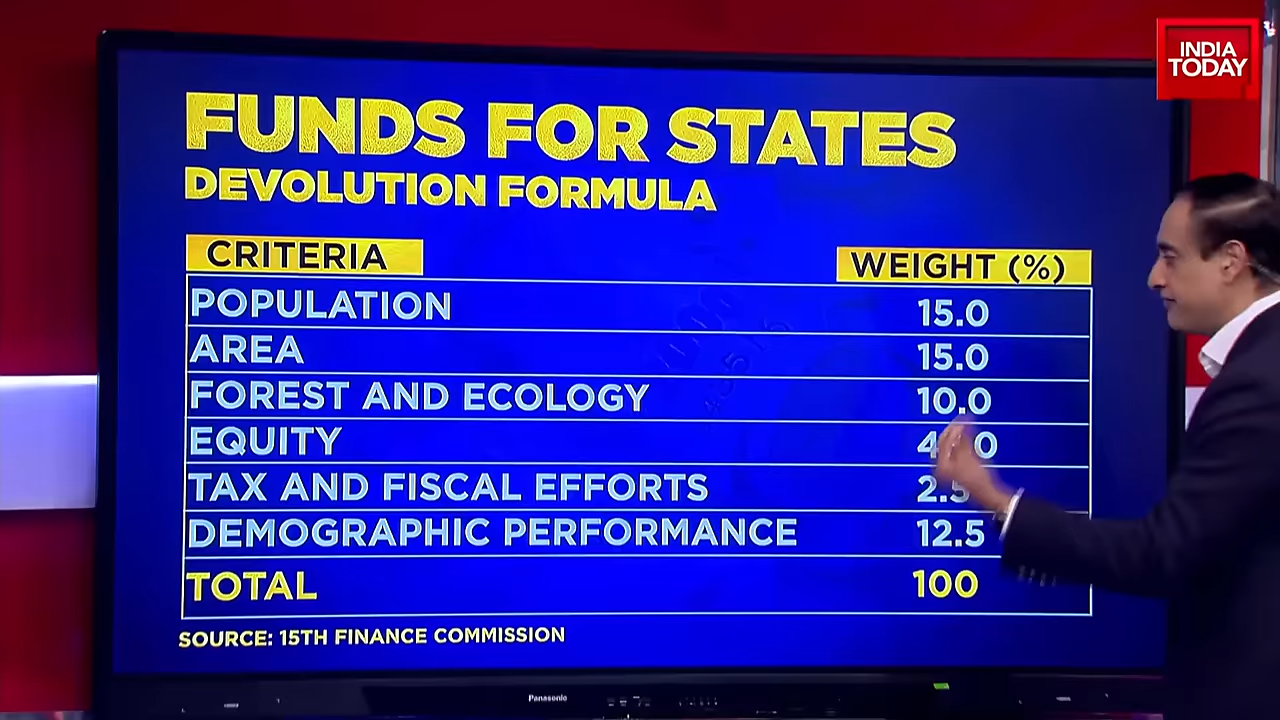 INDIA
TODAY
FUNDS FOR STATES
DEVOLUTION FORMULA
CRITERIA WEIGHT (%)
POPULATION 15.0
AREA 15.0
FOREST AND ECOLOGY 10.0
EQUITY
TAX AND FISCAL EFFORTS 2.5
DEMOGRAPHIC PERFORMANCE 12.5
TOTAL 100
SOURCE: 15TH FINANCE COMMISSION
Panasonic